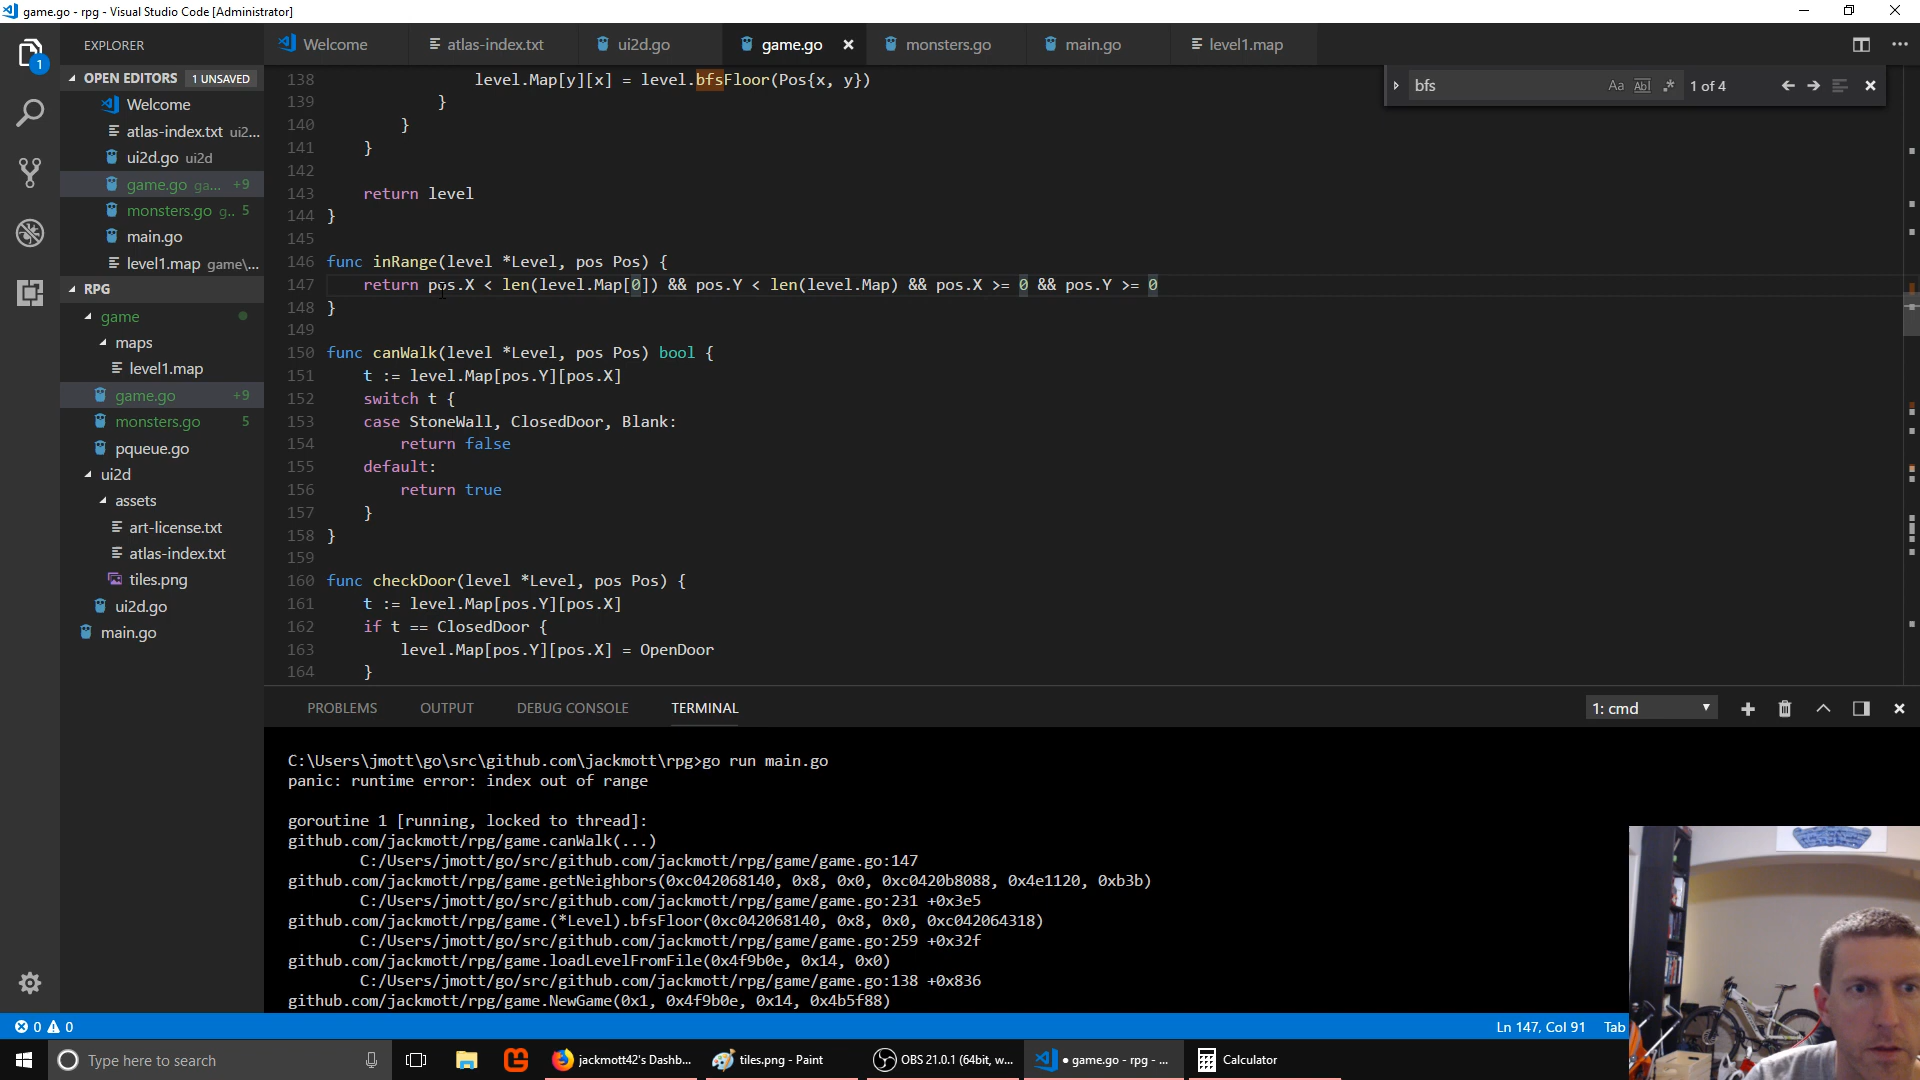 game.go - rpg - Visual Studio Code [Administrator]
EXPLORER
OPEN EDITORS 1 UNSAVED
Welcome
atlas-index.txt ui2...
ui2d.go ui2d
game.go ga... +9
monsters.go g.. 5
main.go
level1.map game\...
RPG
game
maps
level1.map
game.go +9
monsters.go 5
pqueue.go
ui2d
assets
art-license.txt
atlas-index.txt
tiles.png
ui2d.go
main.go
1
Welcome atlas-index.txt ui2d.go game.go monsters.go main.go level1.map
bfs Aa Abl .* 1 of 4
138 level.Map[y][x] = level.bfsFloor(Pos{x, y})
139 }
140 }
141 }
142
143 return level
144 }
145
146 func inRange(level *Level, pos Pos) {
147 return pos.X < len(level.Map[0]) && pos.Y < len(level.Map) && pos.X >= 0 && pos.Y >= 0
148 }
149
150 func canWalk(level *Level, pos Pos) bool {
151 t := level.Map[pos.Y][pos.X]
152 switch t {
153 case StoneWall, ClosedDoor, Blank:
154 return false
155 default:
156 return true
157 }
158 }
159
160 func checkDoor(level *Level, pos Pos) {
161 t := level.Map[pos.Y][pos.X]
162 if t == ClosedDoor {
163 level.Map[pos.Y][pos.X] = OpenDoor
164 }
PROBLEMS OUTPUT DEBUG CONSOLE TERMINAL 1: cmd
C:\Users\jmott\go\src\github.com\jackmott\rpg>go run main.go
panic: runtime error: index out of range
goroutine 1 [running, locked to thread]:
github.com/jackmott/rpg/game.canWalk(...)
C:/Users/jmott/go/src/github.com/jackmott/rpg/game/game.go:147
github.com/jackmott/rpg/game.getNeighbors(0xc042068140, 0x8, 0x0, 0xc0420b8088, 0x4e1120, 0xb3b)
C:/Users/jmott/go/src/github.com/jackmott/rpg/game/game.go:231 +0x3e5
github.com/jackmott/rpg/game.(*Level).bfsFloor(0xc042068140, 0x8, 0x0, 0xc042064318)
C:/Users/jmott/go/src/github.com/jackmott/rpg/game/game.go:259 +0x32f
github.com/jackmott/rpg/game.loadLevelFromFile(0x4f9b0e, 0x14, 0x0)
C:/Users/jmott/go/src/github.com/jackmott/rpg/game/game.go:138 +0x836
github.com/jackmott/rpg/game.NewGame(0x1, 0x4f9b0e, 0x14, 0x4b5f88)
0 0 Ln 147, Col 91 Tab
Type here to search jackmott42's Dashb... tiles.png - Paint OBS 21.0.1 (64bit, w... ● game.go - rpg - ... Calculator